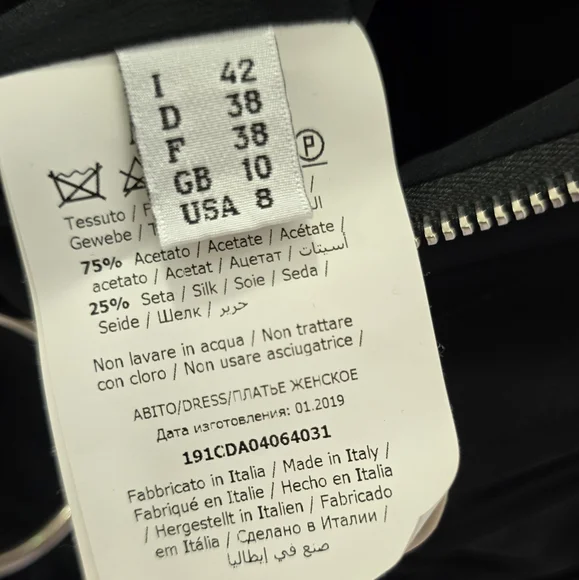 I 42
D 38
F 38
GB 10
USA 8
P
Tessuto /
Gewebe /
75% Acetato / Acetate / Acétate /
acetato / Acetat / Ацетат / أسيتات
25% Seta / Silk / Soie / Seda /
Seide / Шелк / حرير
Non lavare in acqua / Non trattare
con cloro / Non usare asciugatrice /
ABITO/DRESS/ПЛАТЬЕ ЖЕНСКОЕ
Дата изготовления: 01.2019
191CDA04064031
Fabbricato in Italia / Made in Italy /
Fabriqué en Italie / Hecho en Italia
/ Hergestellt in Italien / Fabricado
em Itália / Сделано в Италии /
صنع في إيطاليا